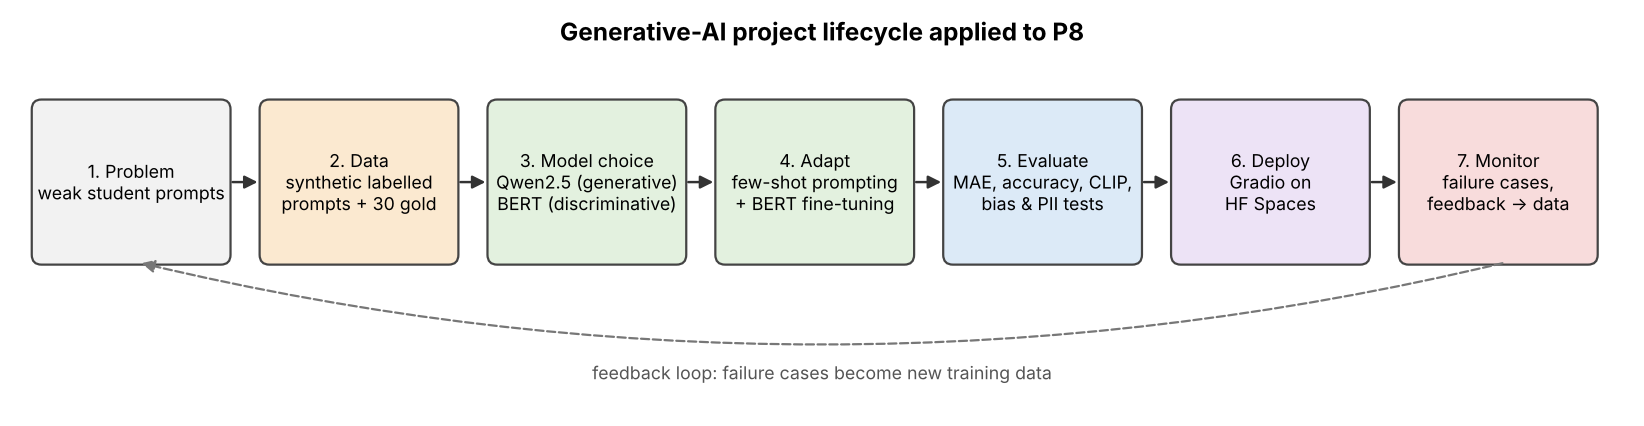 Generative-AI project lifecycle applied to P8
1. Problem
weak student prompts
2. Data
synthetic labelled
prompts + 30 gold
3. Model choice
Qwen2.5 (generative)
BERT (discriminative)
4. Adapt
few-shot prompting
+ BERT fine-tuning
5. Evaluate
MAE, accuracy, CLIP,
bias & PII tests
6. Deploy
Gradio on
HF Spaces
7. Monitor
failure cases,
feedback → data
feedback loop: failure cases become new training data